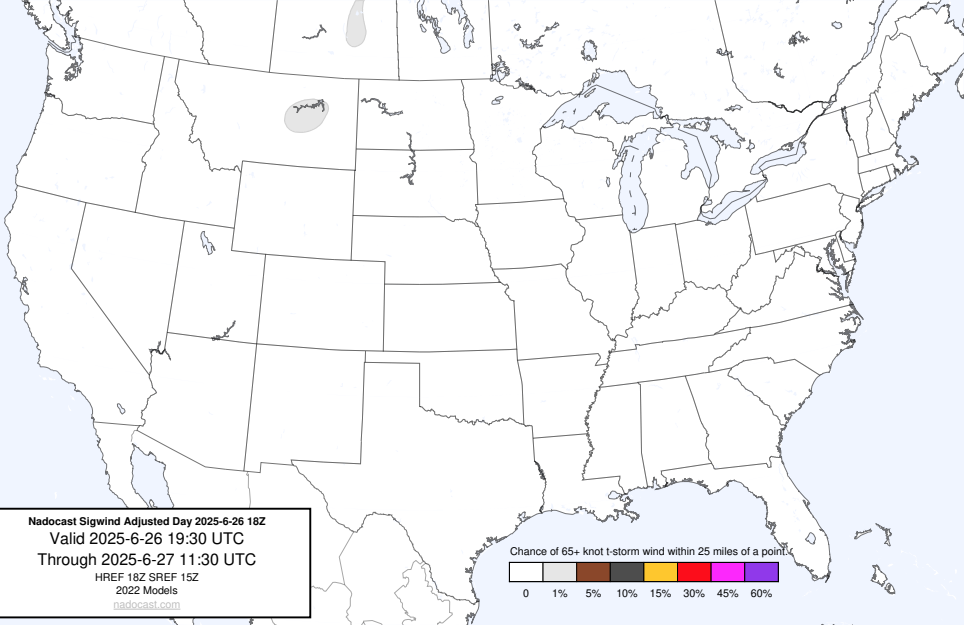 Nadocast Sigwind Adjusted Day 2025-6-26 18Z
Valid 2025-6-26 19:30 UTC
Through 2025-6-27 11:30 UTC
HREF 18Z SREF 15Z
2022 Models
nadocast.com
Chance of 65+ knot t-storm wind within 25 miles of a point.
0 1% 5% 10% 15% 30% 45% 60%